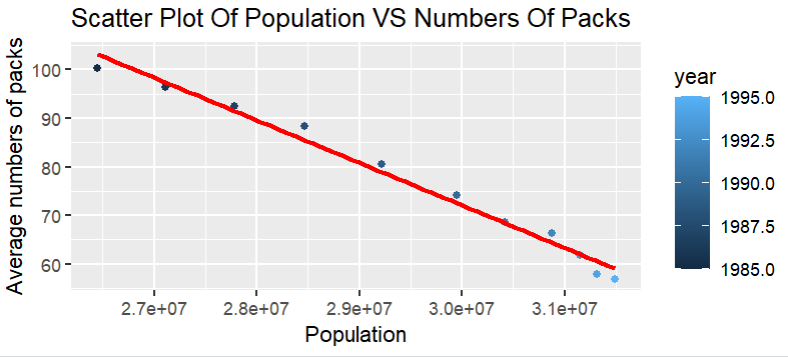 Scatter Plot Of Population VS Numbers Of Packs
Average numbers of packs
100
90
80
70
60
2.7e+07 2.8e+07 2.9e+07 3.0e+07 3.1e+07
Population
year
1995.0
1992.5
1990.0
1987.5
1985.0